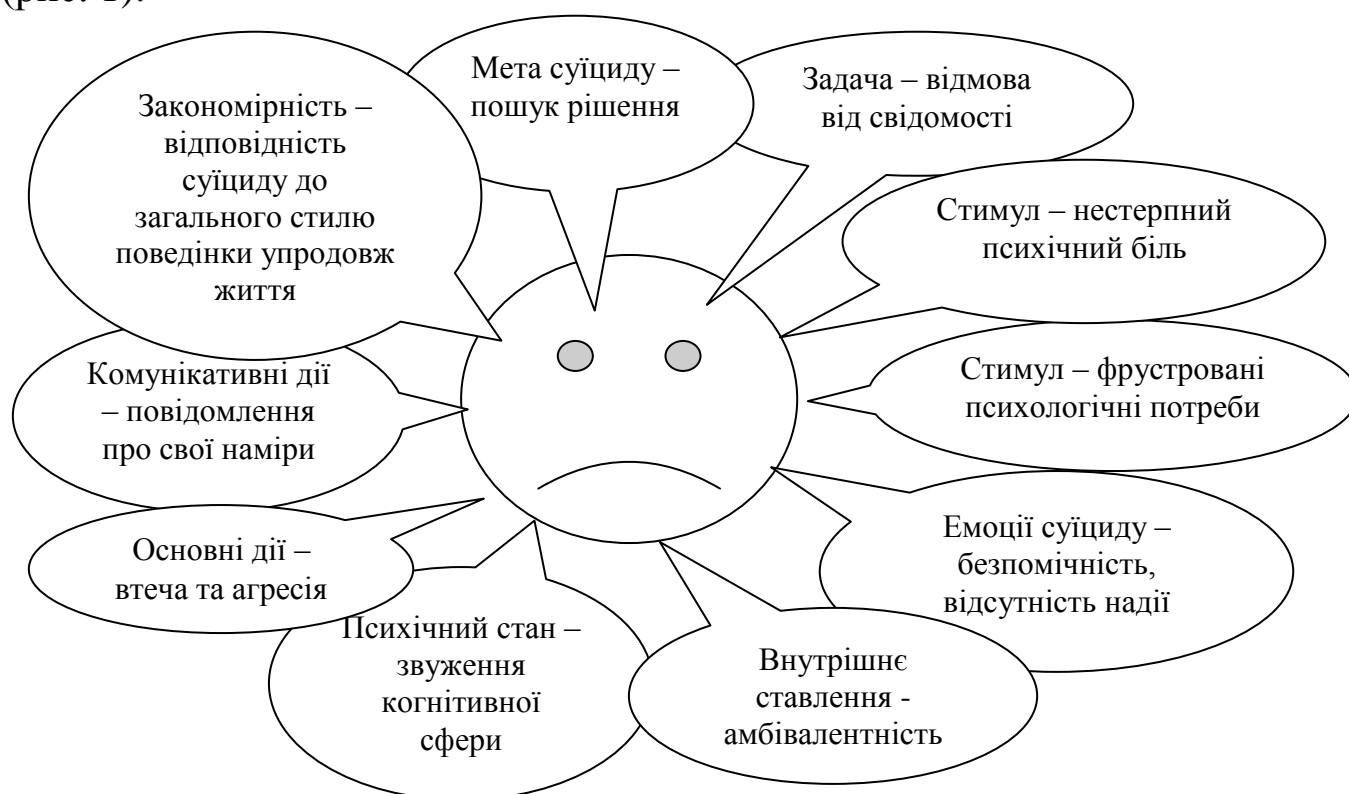 (рис. 1).
Мета суїциду –
пошук рішення
Задача – відмова
від свідомості
Закономірність –
відповідність
суїциду до
загального стилю
поведінки упродовж
життя
Стимул – нестерпний
психічний біль
Комунікативні дії
– повідомлення
про свої наміри
Стимул – фрустровані
психологічні потреби
Основні дії –
втеча та агресія
Емоції суїциду –
безпомічність,
відсутність надії
Психічний стан –
звуження
когнітивної
сфери
Внутрішнє
ставлення -
амбівалентність